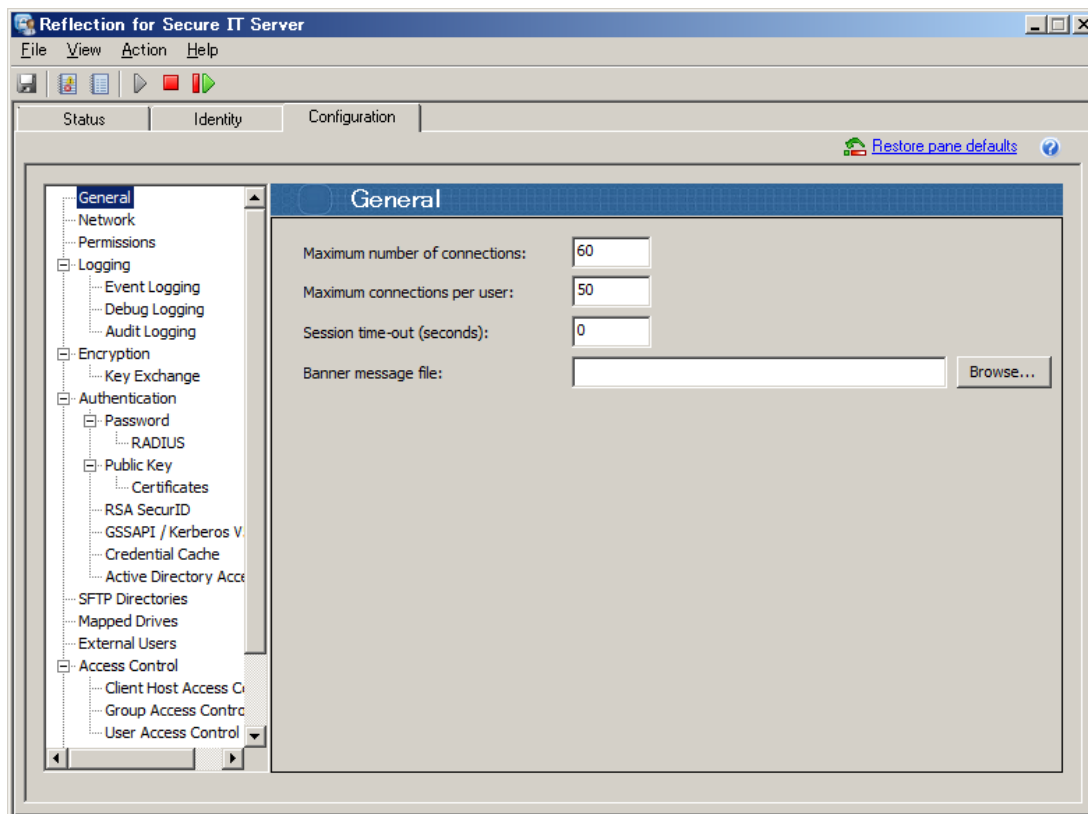 Reflection for Secure IT Server
File View Action Help
Status Identity Configuration
Restore pane defaults
General
Network
Permissions
Logging
Event Logging
Debug Logging
Audit Logging
Encryption
Key Exchange
Authentication
Password
RADIUS
Public Key
Certificates
RSA SecurID
GSSAPI / Kerberos V
Credential Cache
Active Directory Acce
SFTP Directories
Mapped Drives
External Users
Access Control
Client Host Access C
Group Access Contro
User Access Control
General
Maximum number of connections: 60
Maximum connections per user: 50
Session time-out (seconds): 0
Banner message file: Browse...